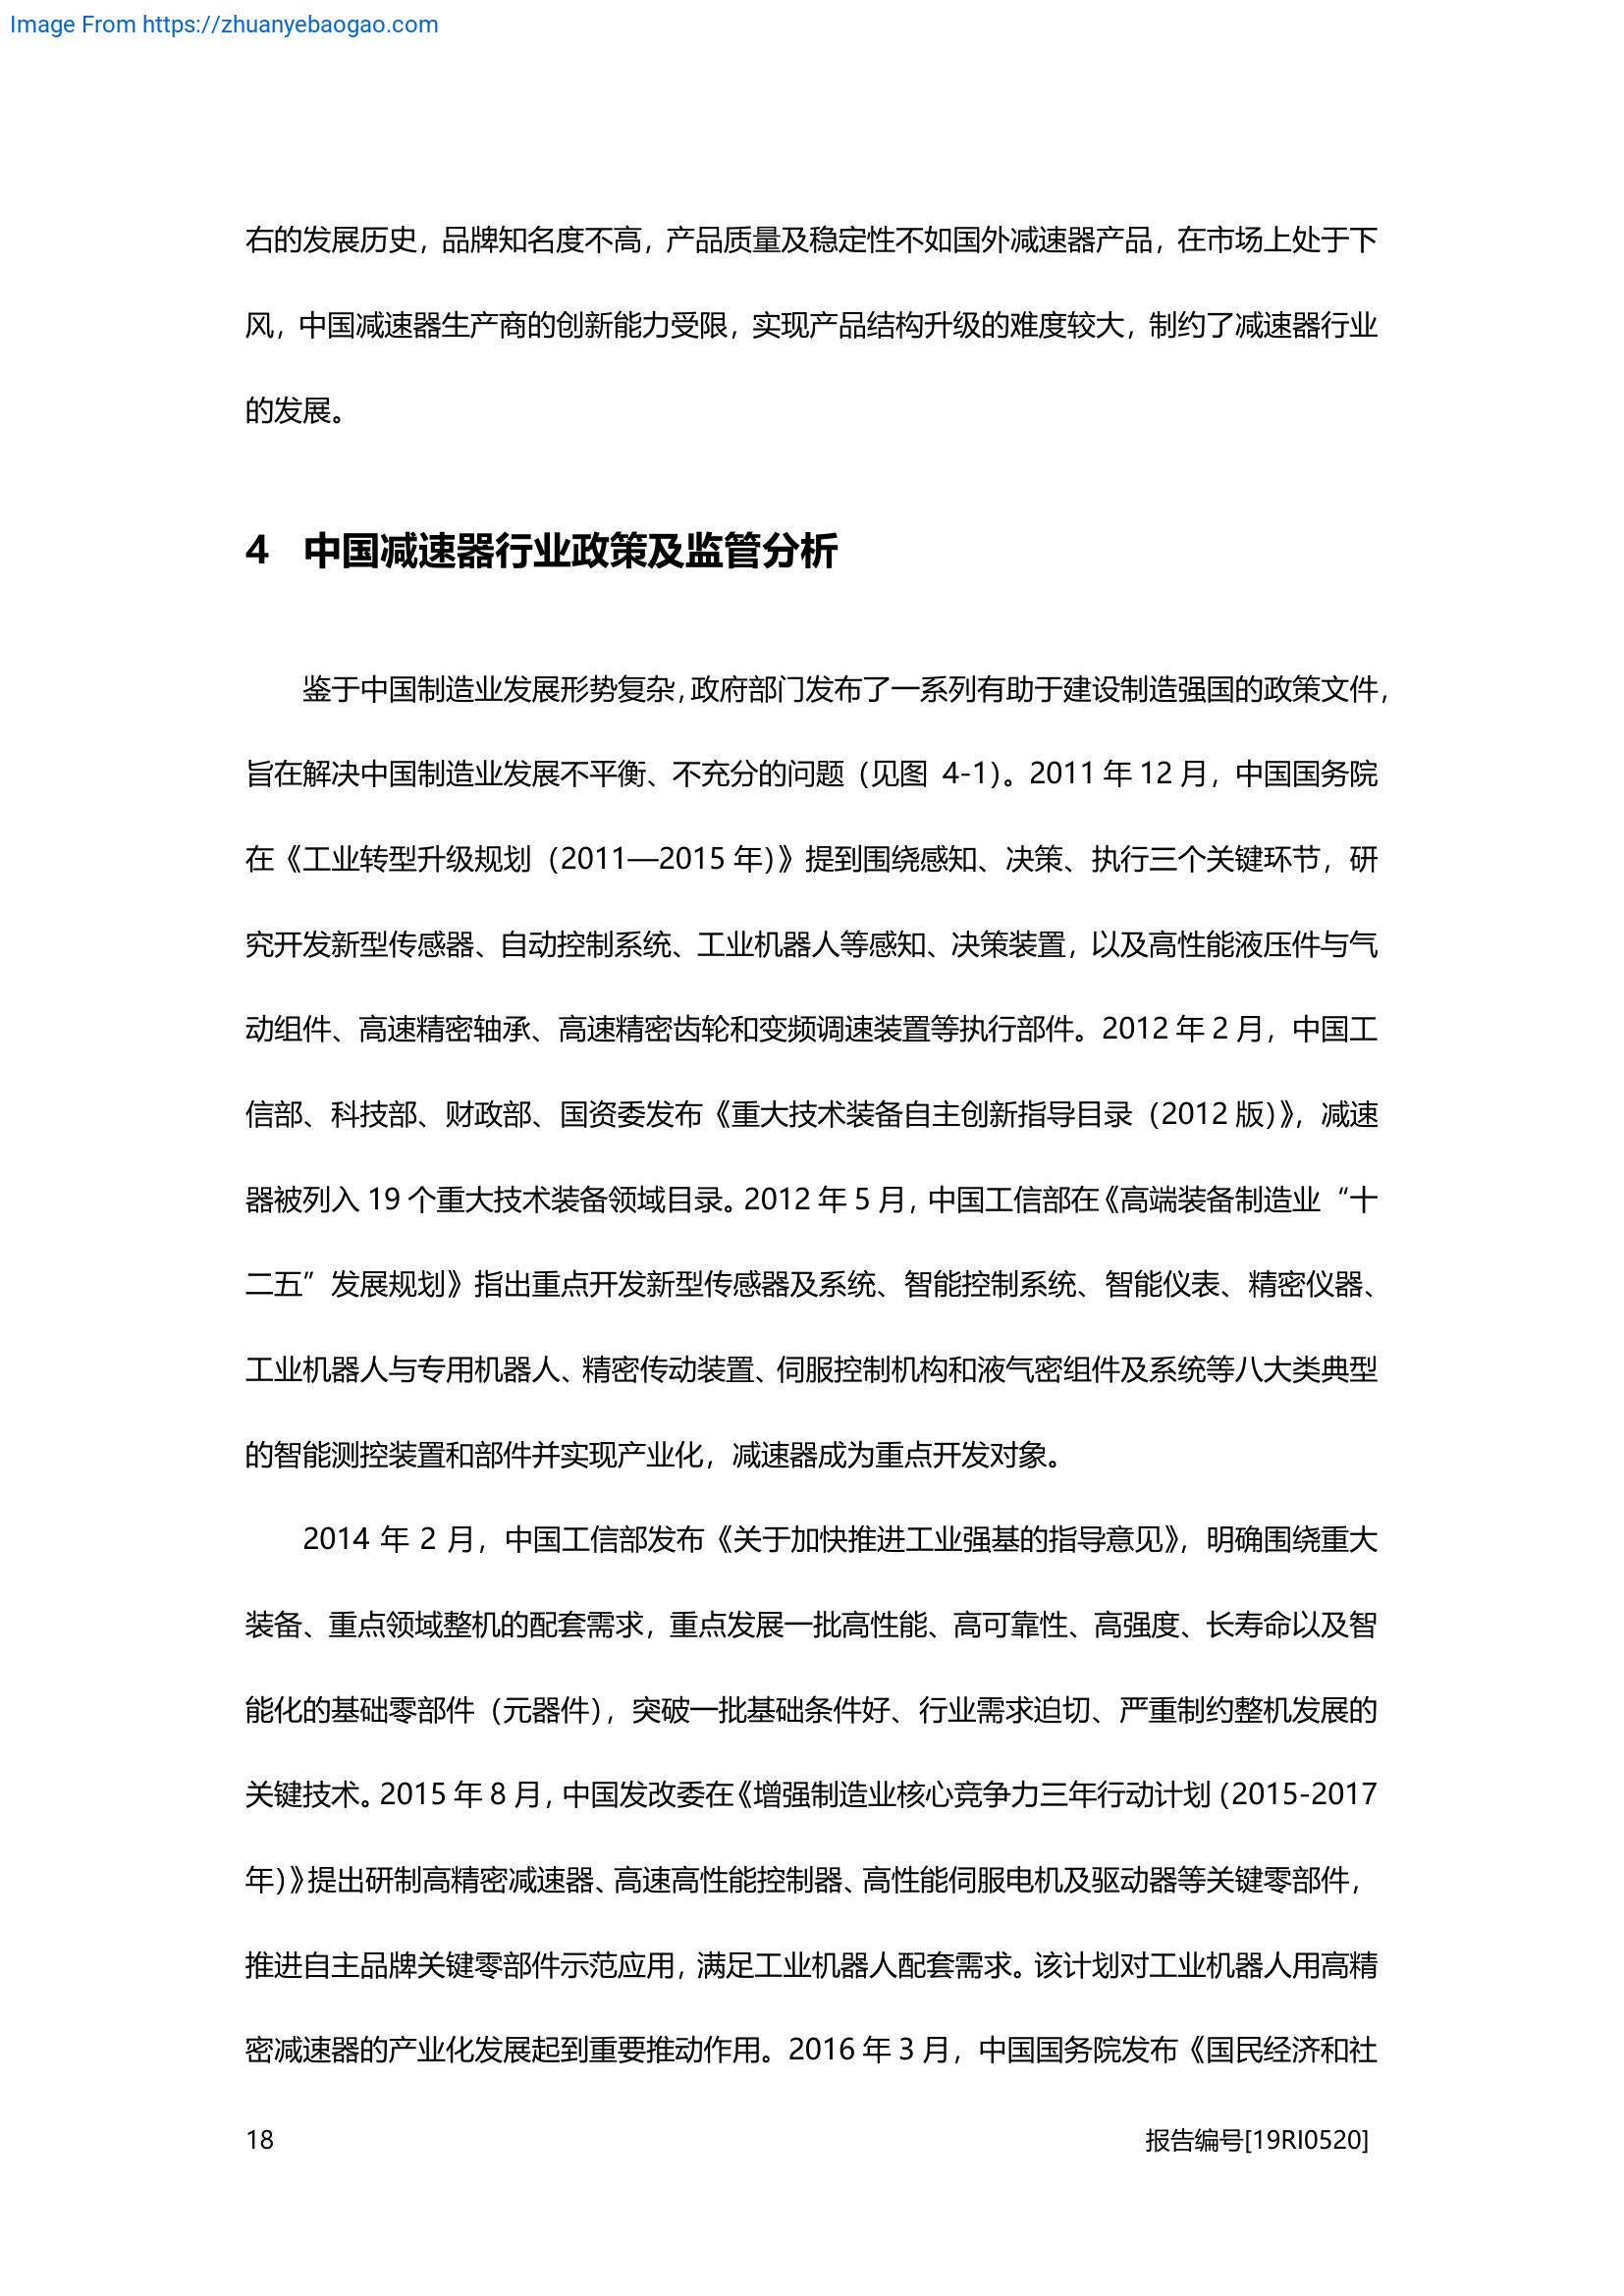 Image From https://zhuanyebaogao.com
右的发展历史，品牌知名度不高，产品质量及稳定性不如国外减速器产品，在市场上处于下
风，中国减速器生产商的创新能力受限，实现产品结构升级的难度较大，制约了减速器行业
的发展。
4 中国减速器行业政策及监管分析
鉴于中国制造业发展形势复杂，政府部门发布了一系列有助于建设制造强国的政策文件，
旨在解决中国制造业发展不平衡、不充分的问题（见图 4-1）。2011 年 12 月，中国国务院
在《工业转型升级规划（2011—2015 年）》提到围绕感知、决策、执行三个关键环节，研
究开发新型传感器、自动控制系统、工业机器人等感知、决策装置，以及高性能液压件与气
动组件、高速精密轴承、高速精密齿轮和变频调速装置等执行部件。2012 年 2 月，中国工
信部、科技部、财政部、国资委发布《重大技术装备自主创新指导目录（2012 版）》，减速
器被列入 19 个重大技术装备领域目录。2012 年 5 月，中国工信部在《高端装备制造业“十
二五”发展规划》指出重点开发新型传感器及系统、智能控制系统、智能仪表、精密仪器、
工业机器人与专用机器人、精密传动装置、伺服控制机构和液气密组件及系统等八大类典型
的智能测控装置和部件并实现产业化，减速器成为重点开发对象。
2014 年 2 月，中国工信部发布《关于加快推进工业强基的指导意见》，明确围绕重大
装备、重点领域整机的配套需求，重点发展一批高性能、高可靠性、高强度、长寿命以及智
能化的基础零部件（元器件），突破一批基础条件好、行业需求迫切、严重制约整机发展的
关键技术。2015 年 8 月，中国发改委在《增强制造业核心竞争力三年行动计划（2015-2017
年）》提出研制高精密减速器、高速高性能控制器、高性能伺服电机及驱动器等关键零部件，
推进自主品牌关键零部件示范应用，满足工业机器人配套需求。该计划对工业机器人用高精
密减速器的产业化发展起到重要推动作用。2016 年 3 月，中国国务院发布《国民经济和社
18 报告编号[19RI0520]